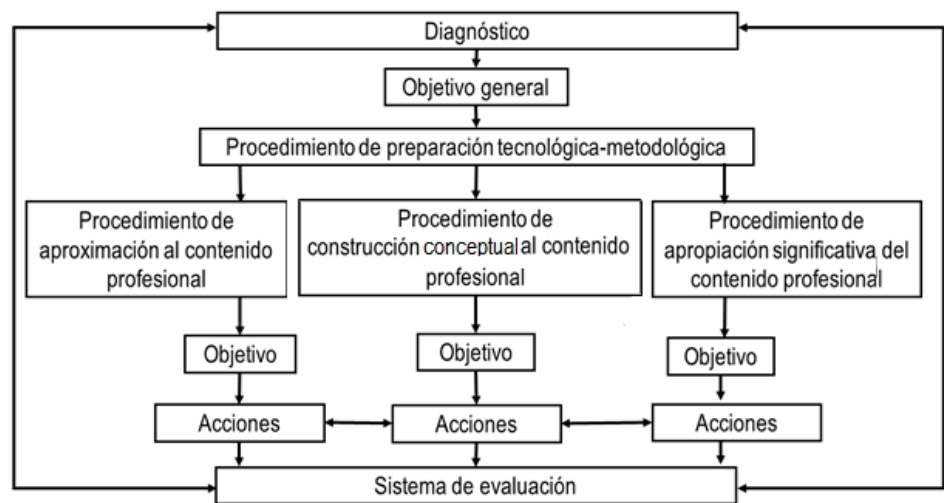 Diagnóstico
Objetivo general
Procedimiento de preparación tecnológica-metodológica
Procedimiento de
aproximación al contenido
profesional
Procedimiento de
construcción conceptual al contenido
profesional
Procedimiento de
apropiación significativa del
contenido profesional
Objetivo
Objetivo
Objetivo
Acciones
Acciones
Acciones
Sistema de evaluación